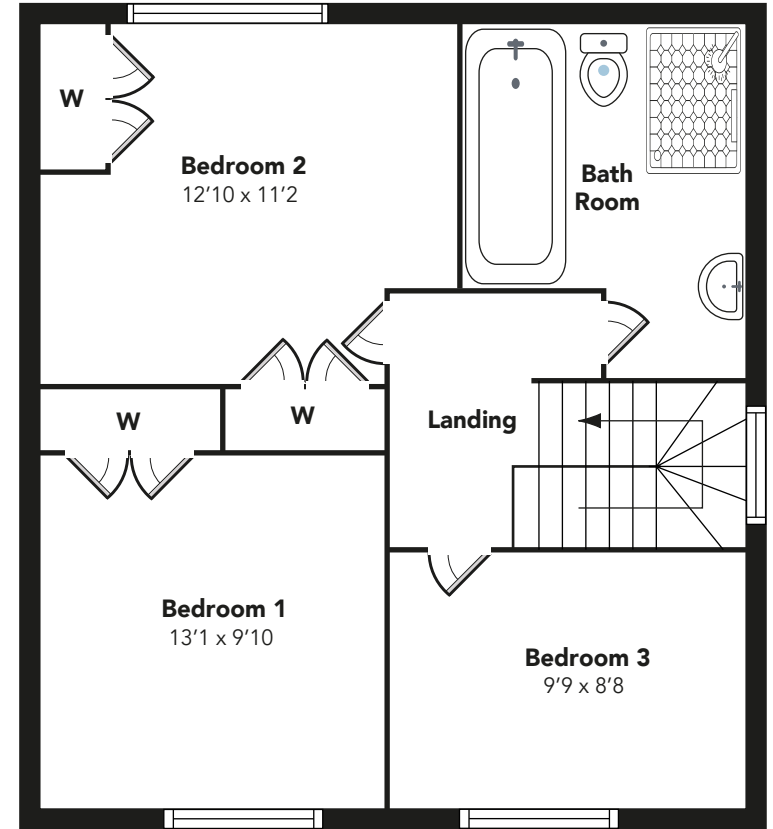 W
Bedroom 2
12’10 x 11’2
Bath
Room
W
W
Landing
Bedroom 1
13’1 x 9’10
Bedroom 3
9’9 x 8’8